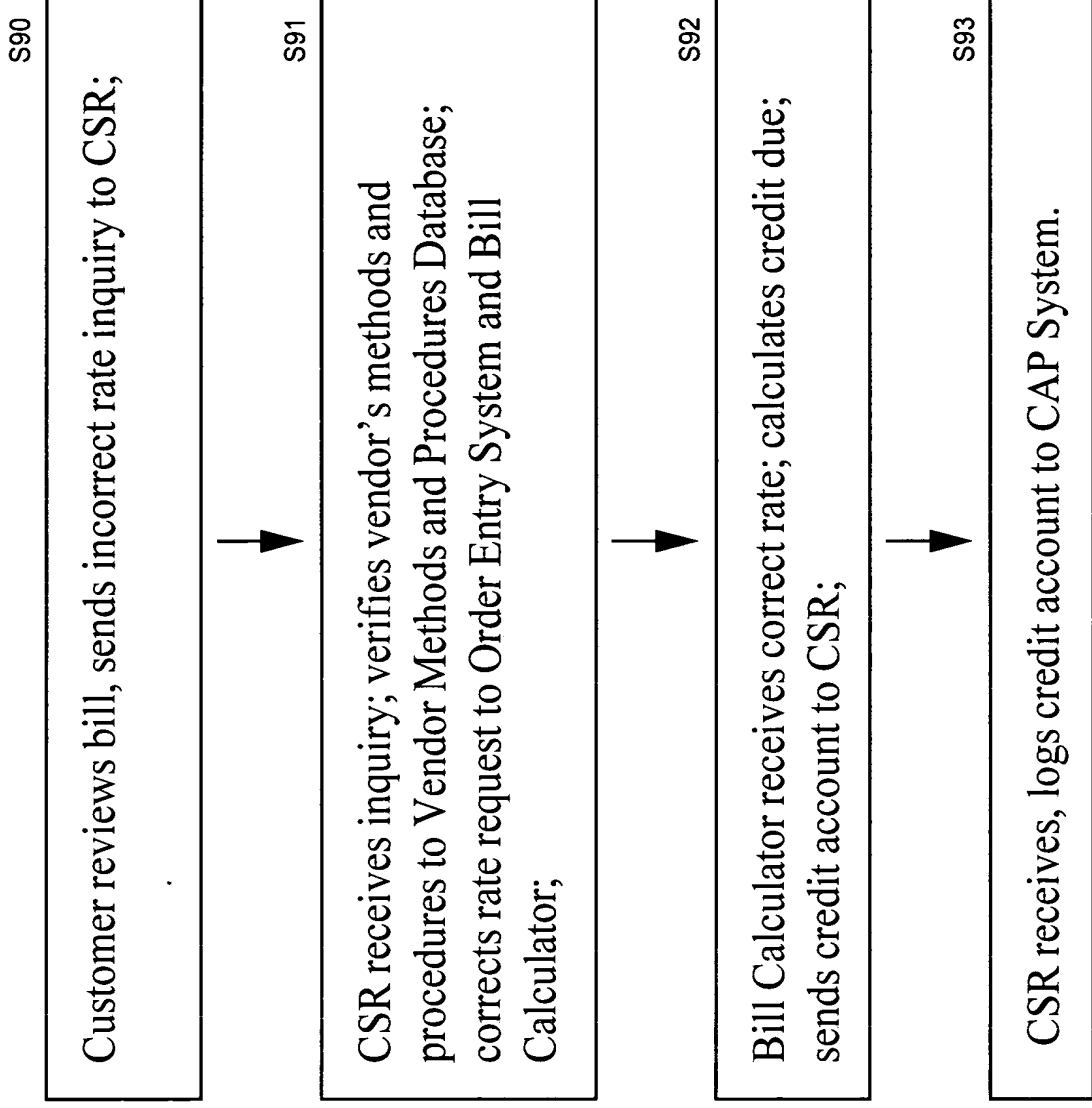 S90
Customer reviews bill, sends incorrect rate inquiry to CSR;
S91
CSR receives inquiry; verifies vendor's methods and
procedures to Vendor Methods and Procedures Database;
corrects rate request to Order Entry System and Bill
Calculator;
S92
Bill Calculator receives correct rate; calculates credit due;
sends credit account to CSR;
S93
CSR receives, logs credit account to CAP System.